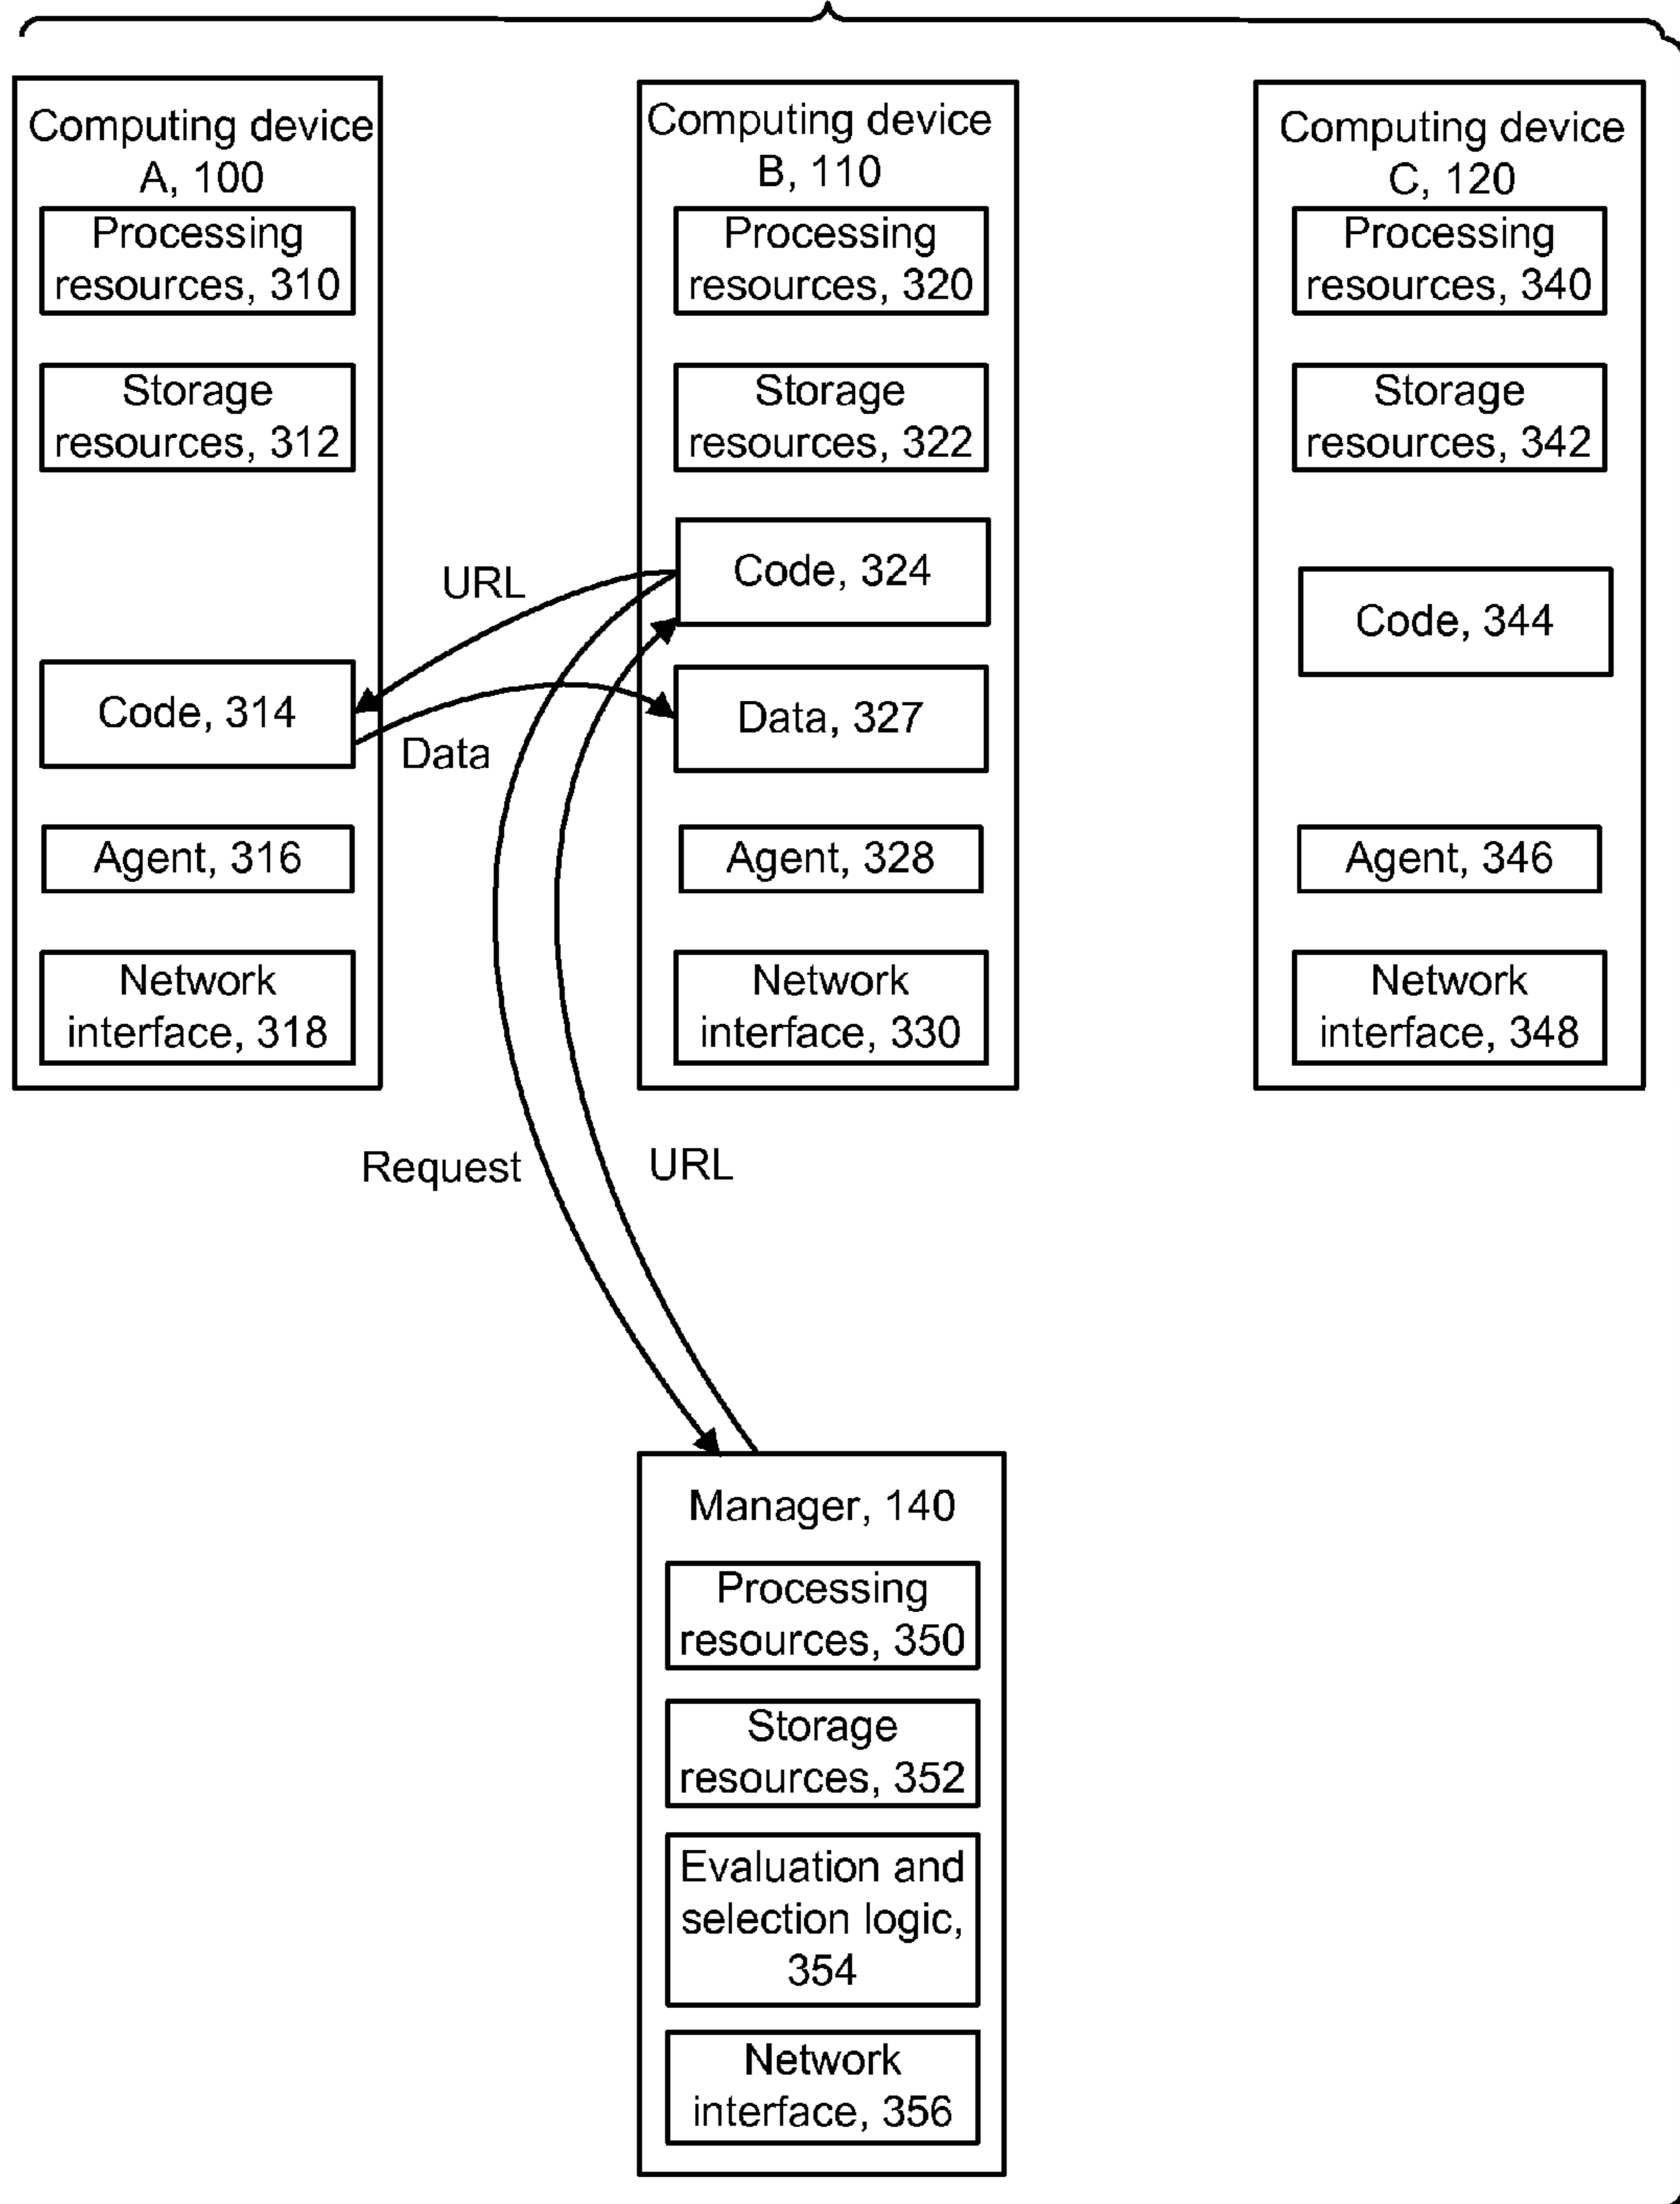 Computing device
A, 100
Processing
resources, 310
Storage
resources, 312
Code, 314
Agent, 316
Network
interface, 318
Computing device
B, 110
Processing
resources, 320
Storage
resources, 322
Code, 324
Data, 327
Agent, 328
Network
interface, 330
Computing device
C, 120
Processing
resources, 340
Storage
resources, 342
Code, 344
Agent, 346
Network
interface, 348
URL
Data
Request
URL
Manager, 140
Processing
resources, 350
Storage
resources, 352
Evaluation and
selection logic,
354
Network
interface, 356